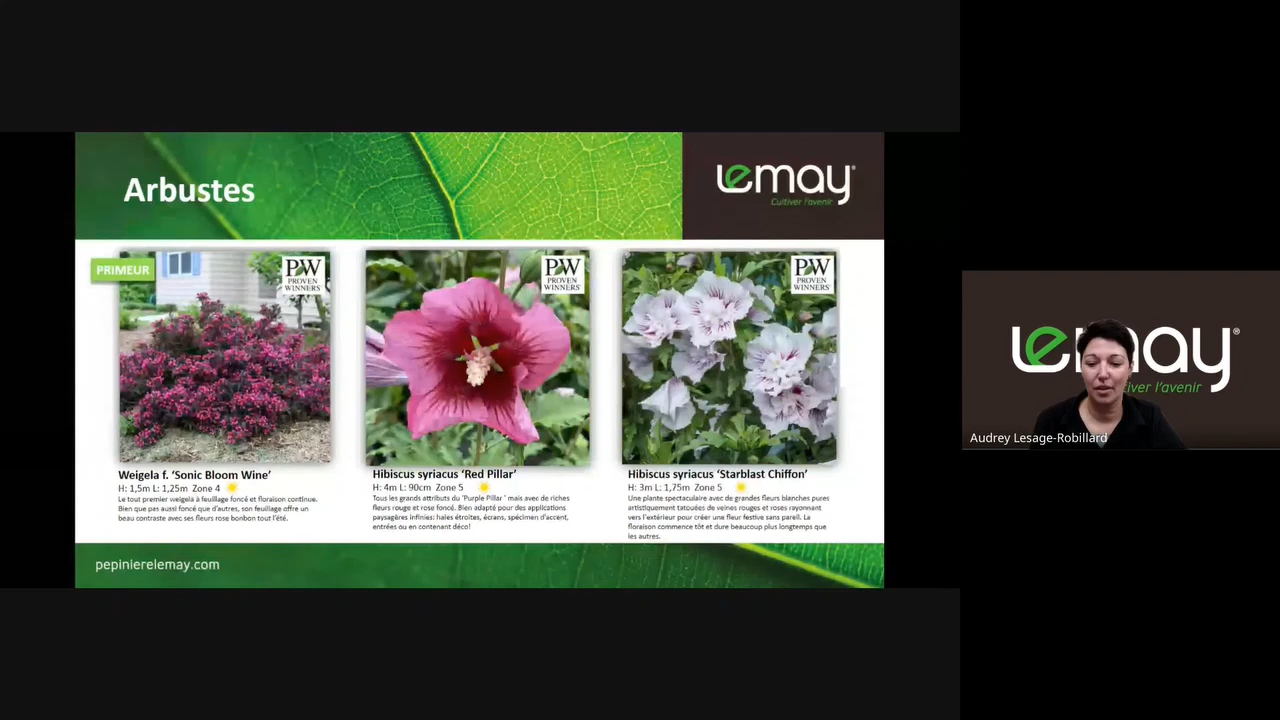 Arbustes
Lemay®
Cultiver l'avenir
PRIMEUR
PW
PROVEN
WINNERS®
PW
PROVEN
WINNERS®
PW
PROVEN
WINNERS®
Weigela f. 'Sonic Bloom Wine'
H: 1,5m L: 1,25m Zone 4
Le tout premier weigela à feuillage foncé et floraison continue.
Bien que pas aussi foncé que d'autres, son feuillage offre un
beau contraste avec ses fleurs rose bonbon tout l'été.
Hibiscus syriacus 'Red Pillar'
H: 4m L: 90cm Zone 5
Tous les grands attributs du 'Purple Pillar ' mais avec de riches
fleurs rouge et rose foncé. Bien adapté pour des applications
paysagères infinies: haies étroites, écrans, spécimen d'accent,
entrées ou en contenant déco!
Hibiscus syriacus 'Starblast Chiffon'
H: 3m L: 1,75m Zone 5
Une plante spectaculaire avec de grandes fleurs blanches pures
artistiquement tatouées de veines rouges et roses rayonnant
vers l'extérieur pour créer une fleur festive sans pareil. La
floraison commence tôt et dure beaucoup plus longtemps que
les autres.
pepinierelemay.com
Lemay®
Cultiver l'avenir
Audrey Lesage-Robillard